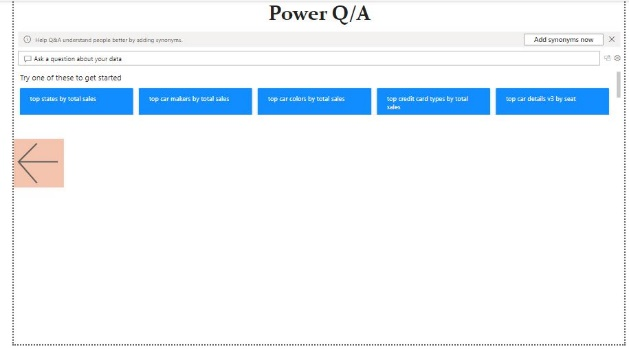 Power Q/A
Help Q&A understand people better by adding synonyms.
Add synonyms now
Ask a question about your data
Try one of these to get started
top states by total sales
top car makers by total sales
top car colors by total sales
top credit card types by total
sales
top car details v3 by seat